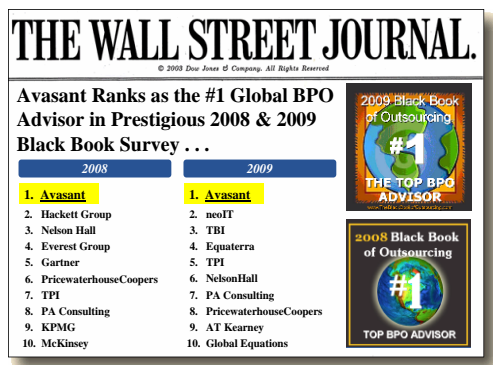 THE WALL STREET JOURNAL.
© 2003 Dow Jones & Company. All Rights Reserved
Avasant Ranks as the #1 Global BPO
Advisor in Prestigious 2008 & 2009
Black Book Survey . . .
2008
1. Avasant
2. Hackett Group
3. Nelson Hall
4. Everest Group
5. Gartner
6. PricewaterhouseCoopers
7. TPI
8. PA Consulting
9. KPMG
10. McKinsey
2009
1. Avasant
2. neoIT
3. TBI
4. Equaterra
5. TPI
6. NelsonHall
7. PA Consulting
8. PricewaterhouseCoopers
9. AT Kearney
10. Global Equations
2009 Black Book
of Outsourcing
#1
THE TOP BPO
ADVISOR
2008 Black Book
of Outsourcing
#1
TOP BPO ADVISOR